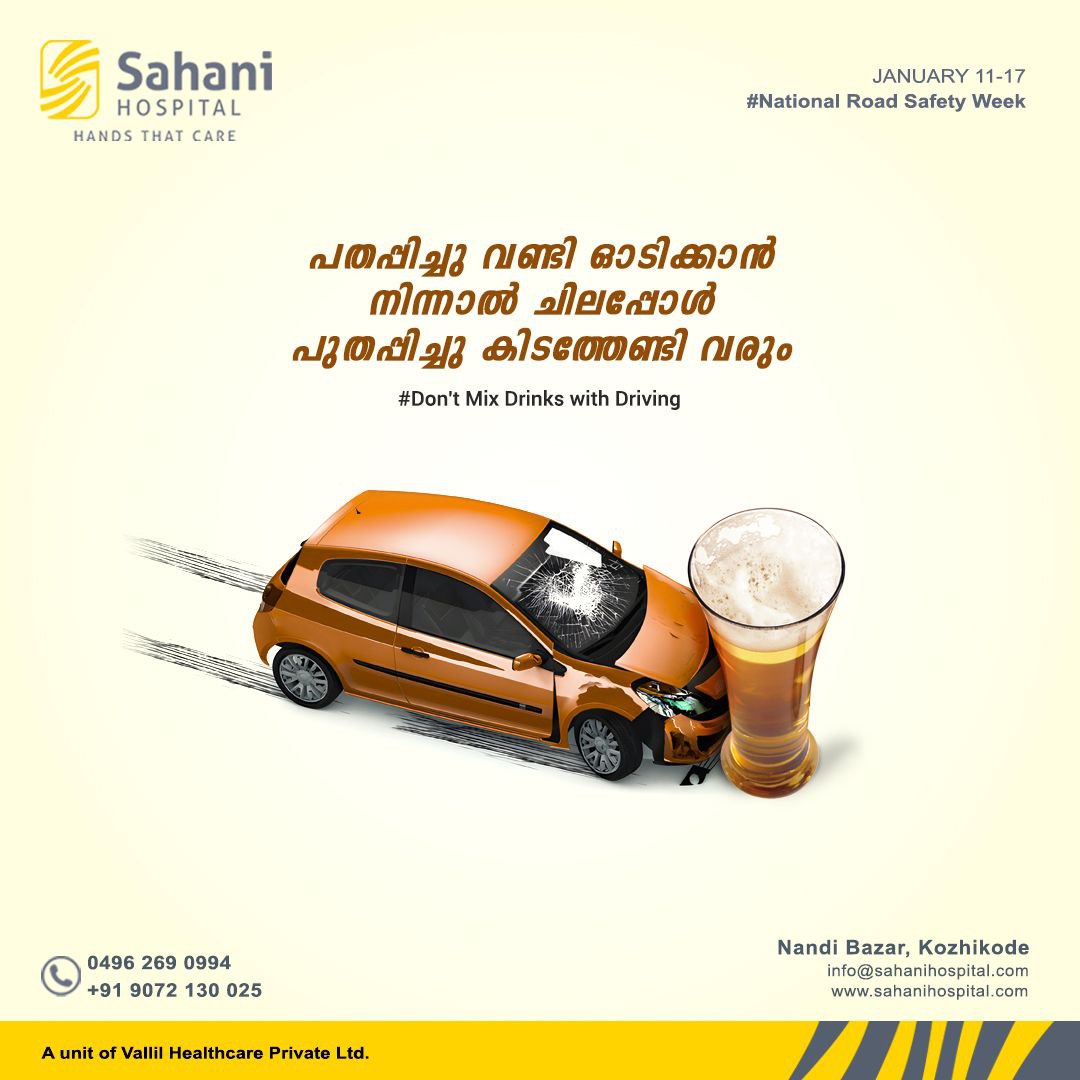 Sahani
HOSPITAL
HANDS THAT CARE
JANUARY 11-17
#National Road Safety Week
പതപ്പിച്ചു വണ്ടി ഓടിക്കാൻ
നിന്നാൽ ചിലപ്പോൾ
പുതപ്പിച്ചു കിടത്തേണ്ടി വരും
#Don't Mix Drinks with Driving
0496 269 0994
+91 9072 130 025
Nandi Bazar, Kozhikode
info@sahanihospital.com
www.sahanihospital.com
A unit of Vallil Healthcare Private Ltd.